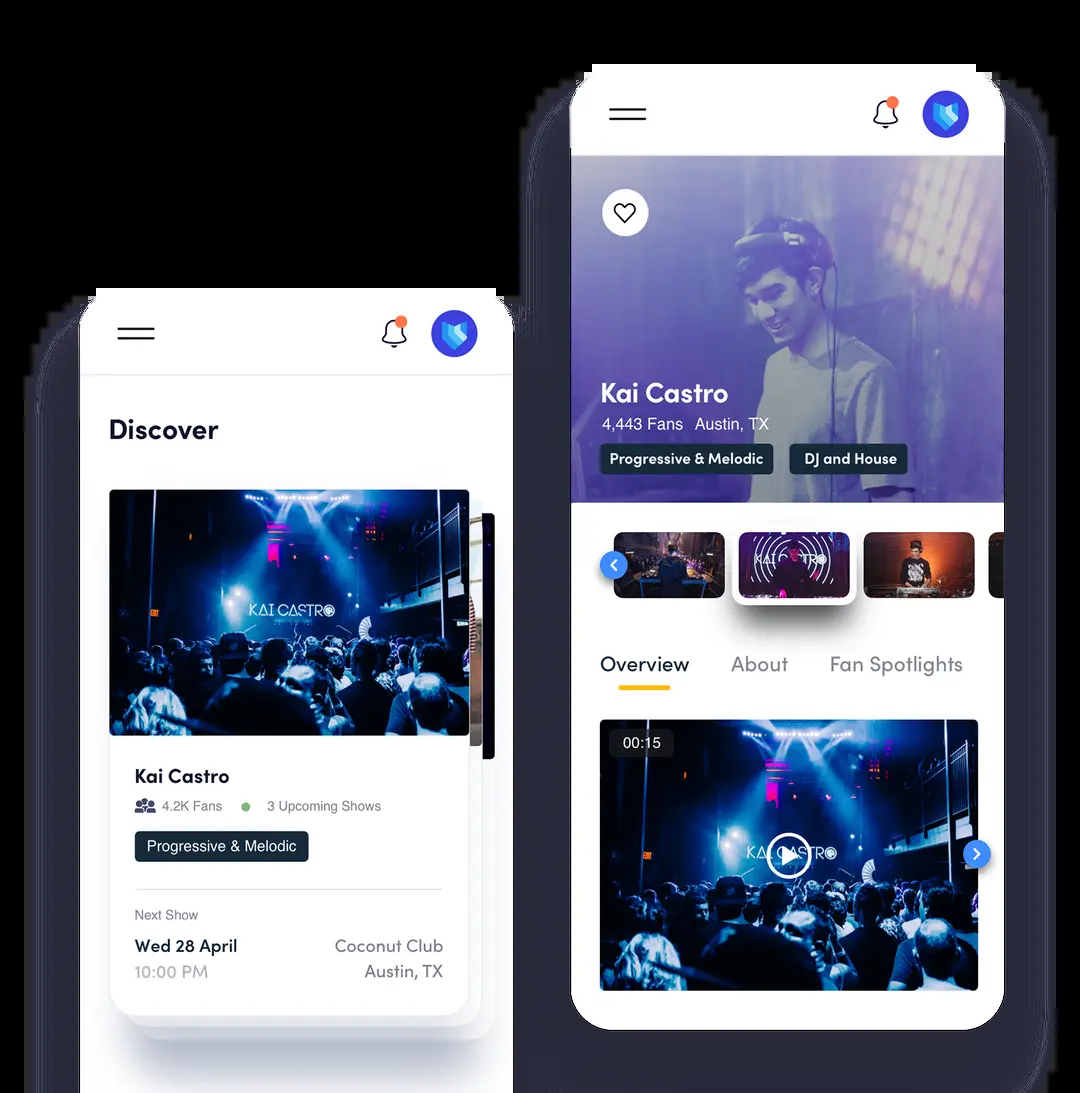 Discover
KAI CASTRO
Kai Castro
4.2K Fans 3 Upcoming Shows
Progressive & Melodic
Next Show
Wed 28 April Coconut Club
10:00 PM Austin, TX
Kai Castro
4,443 Fans Austin, TX
Progressive & Melodic DJ and House
KAI CASTRO
Overview About Fan Spotlights
00:15
KAI CASTRO